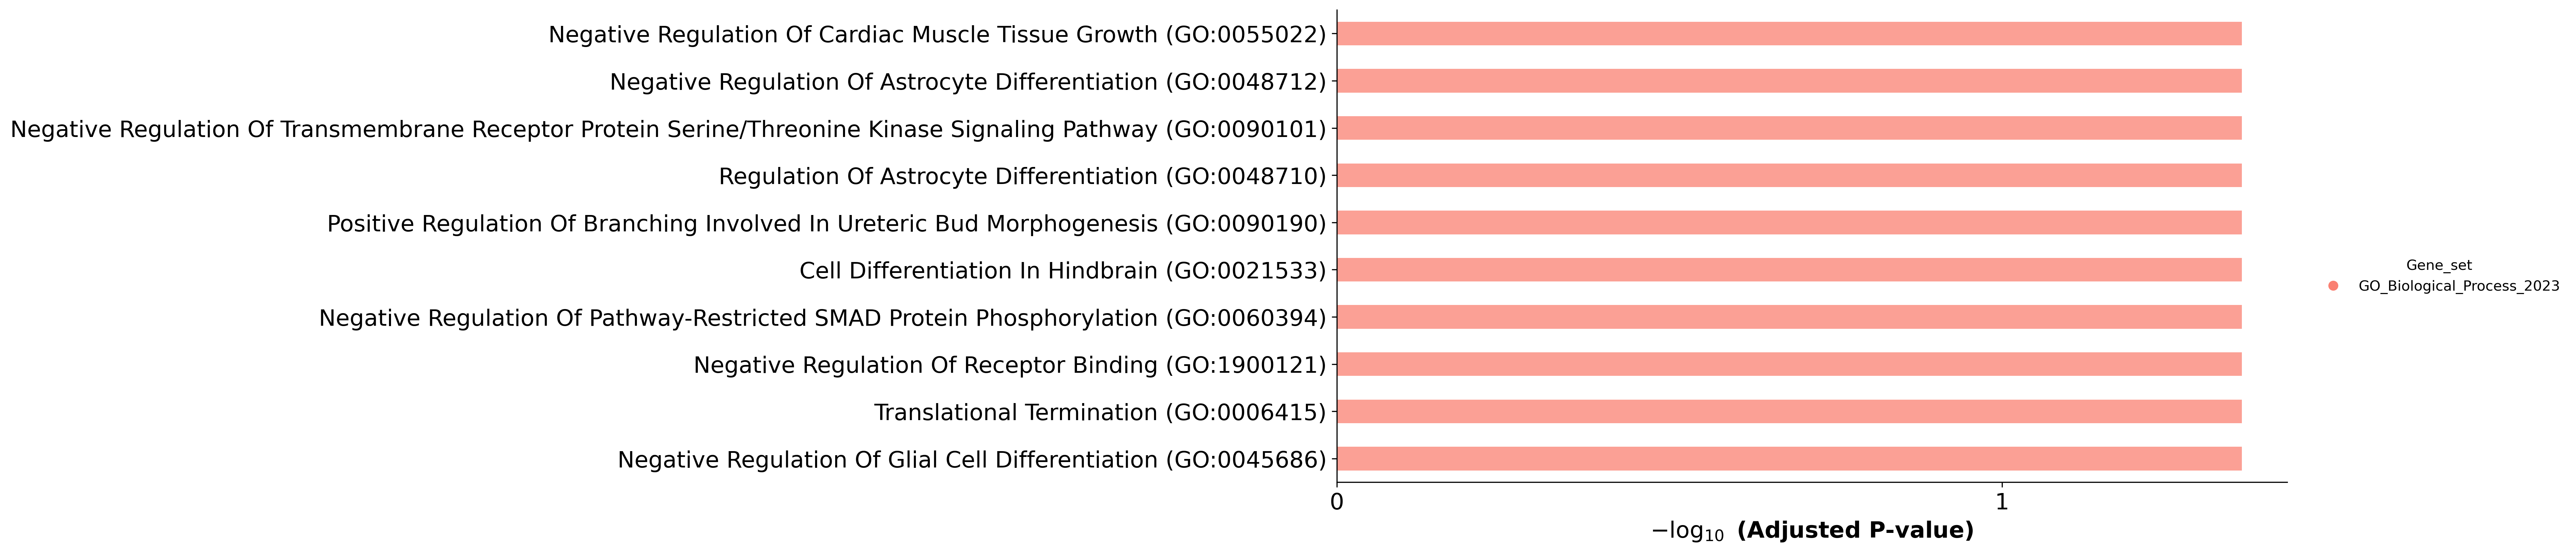 Negative Regulation Of Cardiac Muscle Tissue Growth (GO:0055022)
Negative Regulation Of Astrocyte Differentiation (GO:0048712)
Negative Regulation Of Transmembrane Receptor Protein Serine/Threonine Kinase Signaling Pathway (GO:0090101)
Regulation Of Astrocyte Differentiation (GO:0048710)
Positive Regulation Of Branching Involved In Ureteric Bud Morphogenesis (GO:0090190)
Cell Differentiation In Hindbrain (GO:0021533)
Negative Regulation Of Pathway-Restricted SMAD Protein Phosphorylation (GO:0060394)
Negative Regulation Of Receptor Binding (GO:1900121)
Translational Termination (GO:0006415)
Negative Regulation Of Glial Cell Differentiation (GO:0045686)
0 1
−log₁₀ (Adjusted P-value)
Gene_set
GO_Biological_Process_2023